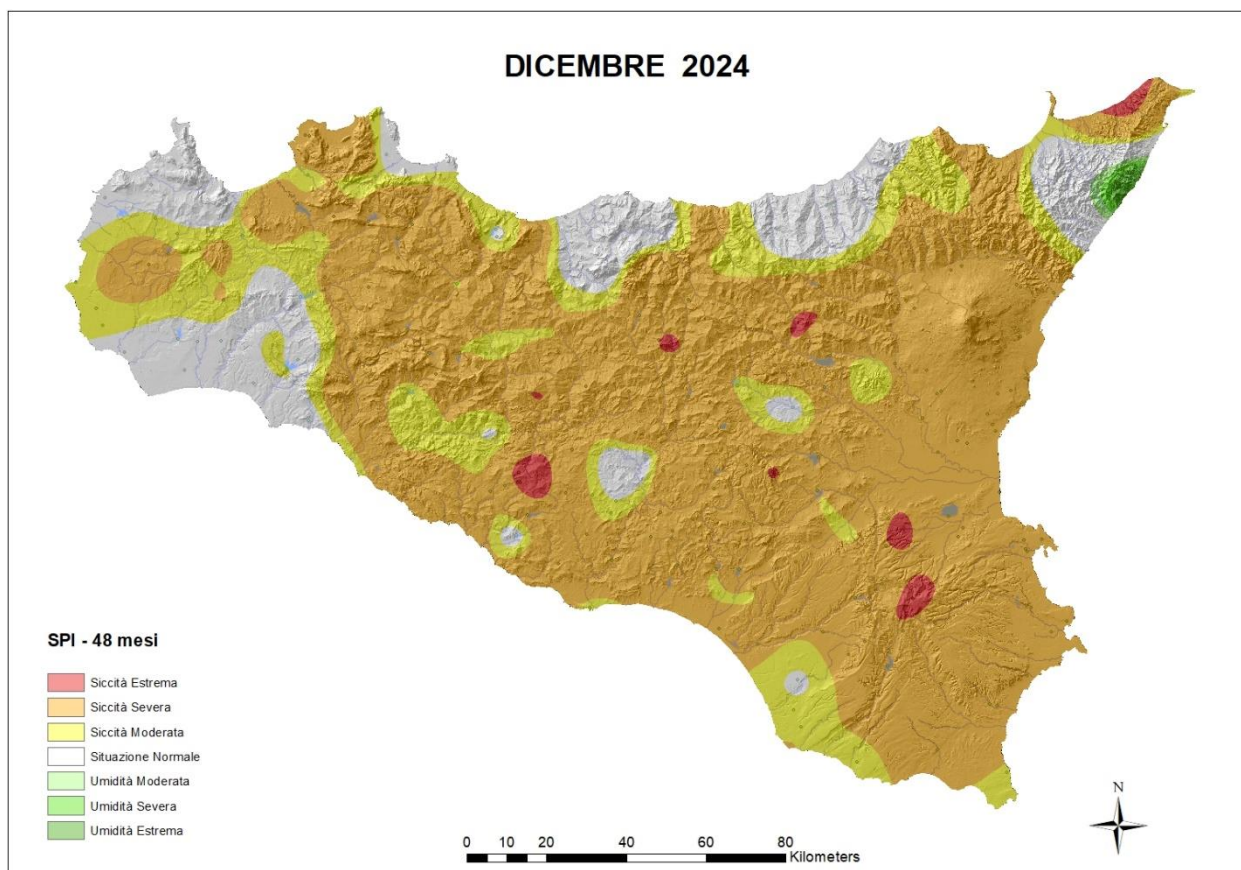 DICEMBRE 2024
N
SPI - 48 mesi
Siccità Estrema
Siccità Severa
Siccità Moderata
Situazione Normale
Umidità Moderata
Umidità Severa
Umidità Estrema
0 10 20 40 60 80
Kilometers